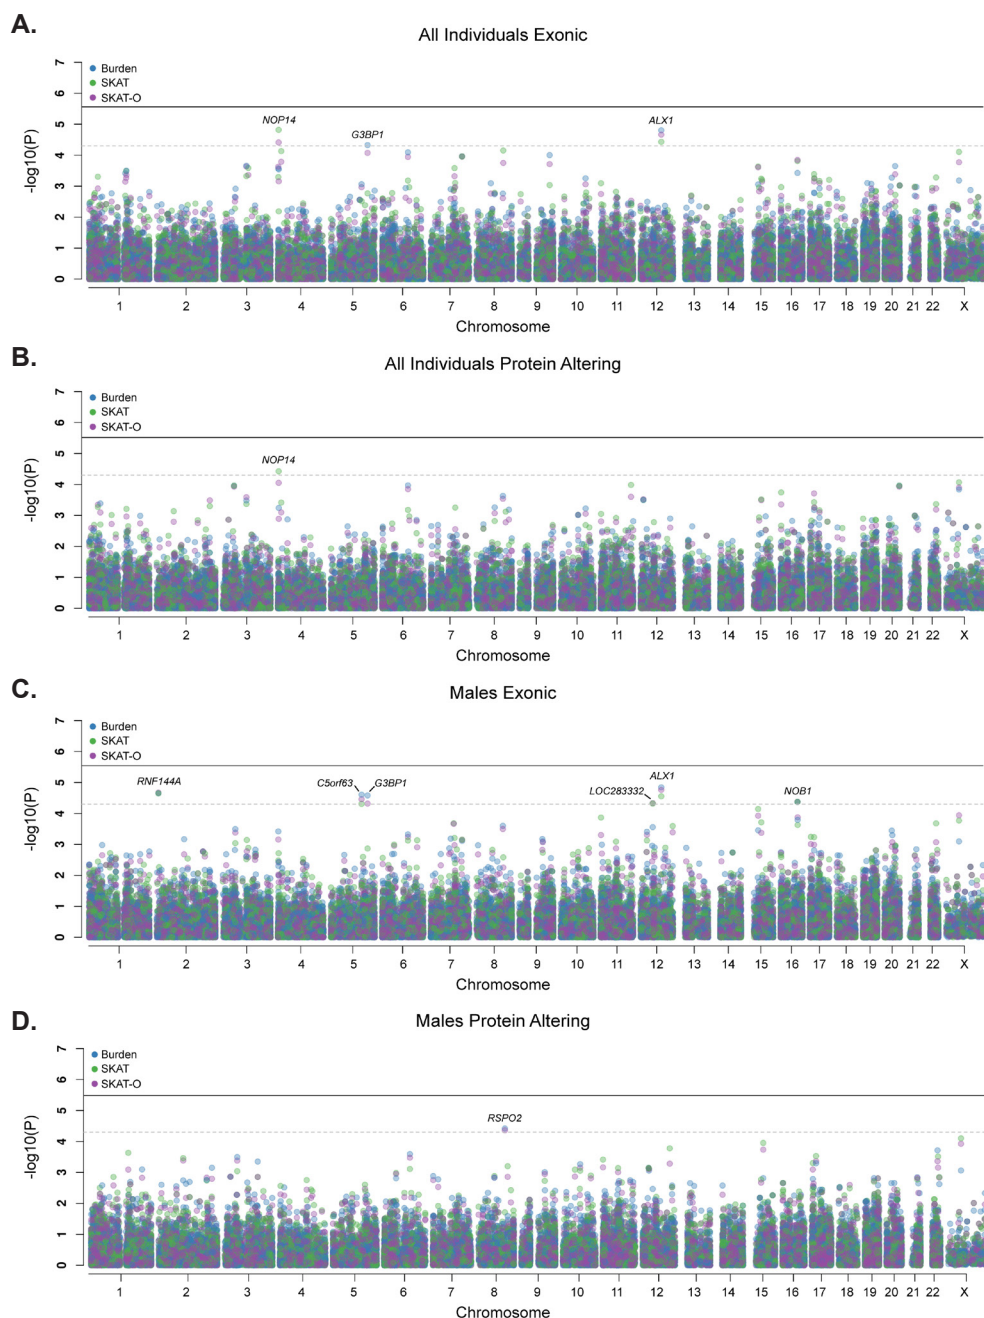 A.
All Individuals Exonic
7
6
5
4
3
2
1
0
-log10(P)
Burden
SKAT
SKAT-O
NOP14
G3BP1
ALX1
1 2 3 4 5 6 7 8 9 10 11 12 13 14 15 16 17 18 19 20 21 22 X
Chromosome
B.
All Individuals Protein Altering
7
6
5
4
3
2
1
0
-log10(P)
Burden
SKAT
SKAT-O
NOP14
1 2 3 4 5 6 7 8 9 10 11 12 13 14 15 16 17 18 19 20 21 22 X
Chromosome
C.
Males Exonic
7
6
5
4
3
2
1
0
-log10(P)
Burden
SKAT
SKAT-O
RNF144A
C5orf63
G3BP1
LOC283332
ALX1
NOB1
1 2 3 4 5 6 7 8 9 10 11 12 13 14 15 16 17 18 19 20 21 22 X
Chromosome
D.
Males Protein Altering
7
6
5
4
3
2
1
0
-log10(P)
Burden
SKAT
SKAT-O
RSPO2
1 2 3 4 5 6 7 8 9 10 11 12 13 14 15 16 17 18 19 20 21 22 X
Chromosome